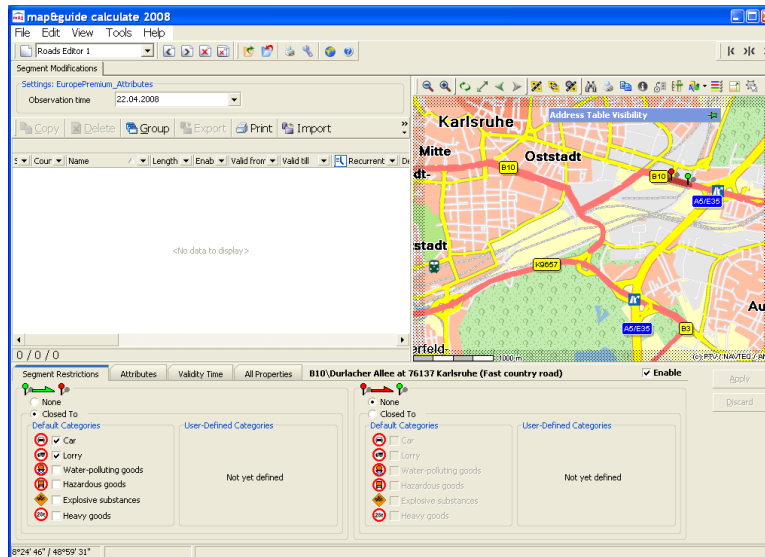 map&guide calculate 2008
File Edit View Tools Help
Roads Editor 1
Segment Modifications
Settings: EuropePremium_Attributes
Observation time 22.04.2008
Copy Delete Group Export Print Import
S Cour Name Length Enab Valid from Valid till Recurrent De
<No data to display>
0 / 0 / 0
Karlsruhe
Address Table Visibility
Mitte
Oststadt
B10
B10
dt-
A5/E35
stadt
K9657
Au
A5/E35
B3
erfeld-
1000 m
(c) PTV / NAVTEQ / AN
Segment Restrictions Attributes Validity Time All Properties B10\Durlacher Allee at 76137 Karlsruhe (Fast country road) Enable
Apply
Discard
None
Closed To
Default Categories User-Defined Categories
Car
Lorry
Water-polluting goods
Hazardous goods
Explosive substances
Heavy goods
Not yet defined
None
Closed To
Default Categories User-Defined Categories
Car
Lorry
Water-polluting goods
Hazardous goods
Explosive substances
Heavy goods
Not yet defined
8°24' 46" / 48°59' 31"